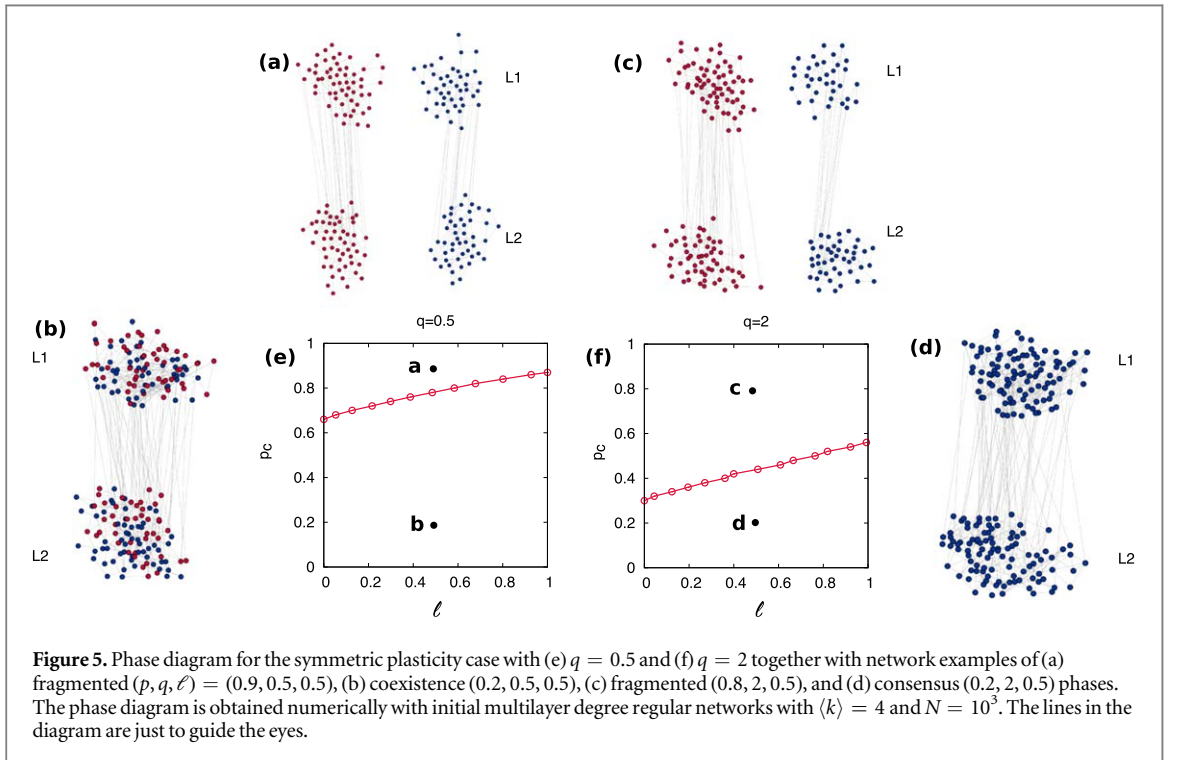 (a)
L1
L2
(c)
L1
L2
(b)
L1
L2
q=0.5
(e)
1
0.8
0.6
0.4
0.2
0
pc
a
b
0 0.2 0.4 0.6 0.8 1
ℓ
q=2
(f)
1
0.8
0.6
0.4
0.2
0
pc
c
d
0 0.2 0.4 0.6 0.8 1
ℓ
(d)
L1
L2
Figure 5. Phase diagram for the symmetric plasticity case with (e) q = 0.5 and (f) q = 2 together with network examples of (a)
fragmented (p, q, ℓ) = (0.9, 0.5, 0.5), (b) coexistence (0.2, 0.5, 0.5), (c) fragmented (0.8, 2, 0.5), and (d) consensus (0.2, 2, 0.5) phases.
The phase diagram is obtained numerically with initial multilayer degree regular networks with ⟨k⟩ = 4 and N = 10³. The lines in the
diagram are just to guide the eyes.